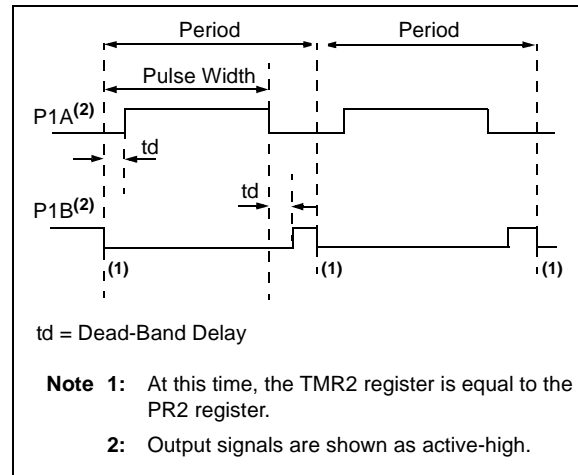 Period Period
Pulse Width
P1A(2)
td
td
P1B(2)
(1) (1) (1)
td = Dead-Band Delay
Note 1: At this time, the TMR2 register is equal to the
PR2 register.
2: Output signals are shown as active-high.